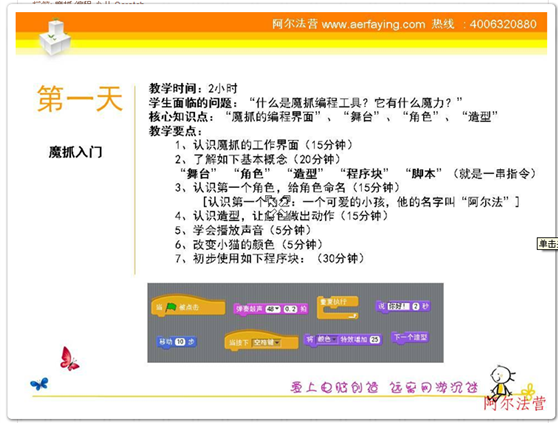 阿尔法营 www.aerfaying.com 热线 ：4006320880
第一天
魔抓入门
教学时间：2小时
学生面临的问题：“什么是魔抓编程工具？它有什么魔力？”
核心知识点：“魔抓的编程界面”、“舞台”、“角色”、“造型”
教学要点：
1、认识魔抓的工作界面（15分钟）
2、了解如下基本概念（20分钟）
“舞台” “角色” “造型” “程序块” “脚本”（就是一串指令）
3、认识第一个角色，给角色命名（15分钟）
[认识第一个 ：一个可爱的小孩，他的名字叫“阿尔法”]
4、认识造型，让角色做出动作（15分钟）
5、学会播放声音（5分钟）
6、改变小猫的颜色（5分钟）
7、初步使用如下程序块：（30分钟）
当 被点击
弹奏鼓声 48 0.2 拍
重复执行
说 你好! 2 秒
移动 10 步
当按下 空格键
将 颜色 特效增加 25
下一个造型
爱上电脑创造 远离网游沉迷
阿尔法营
单击